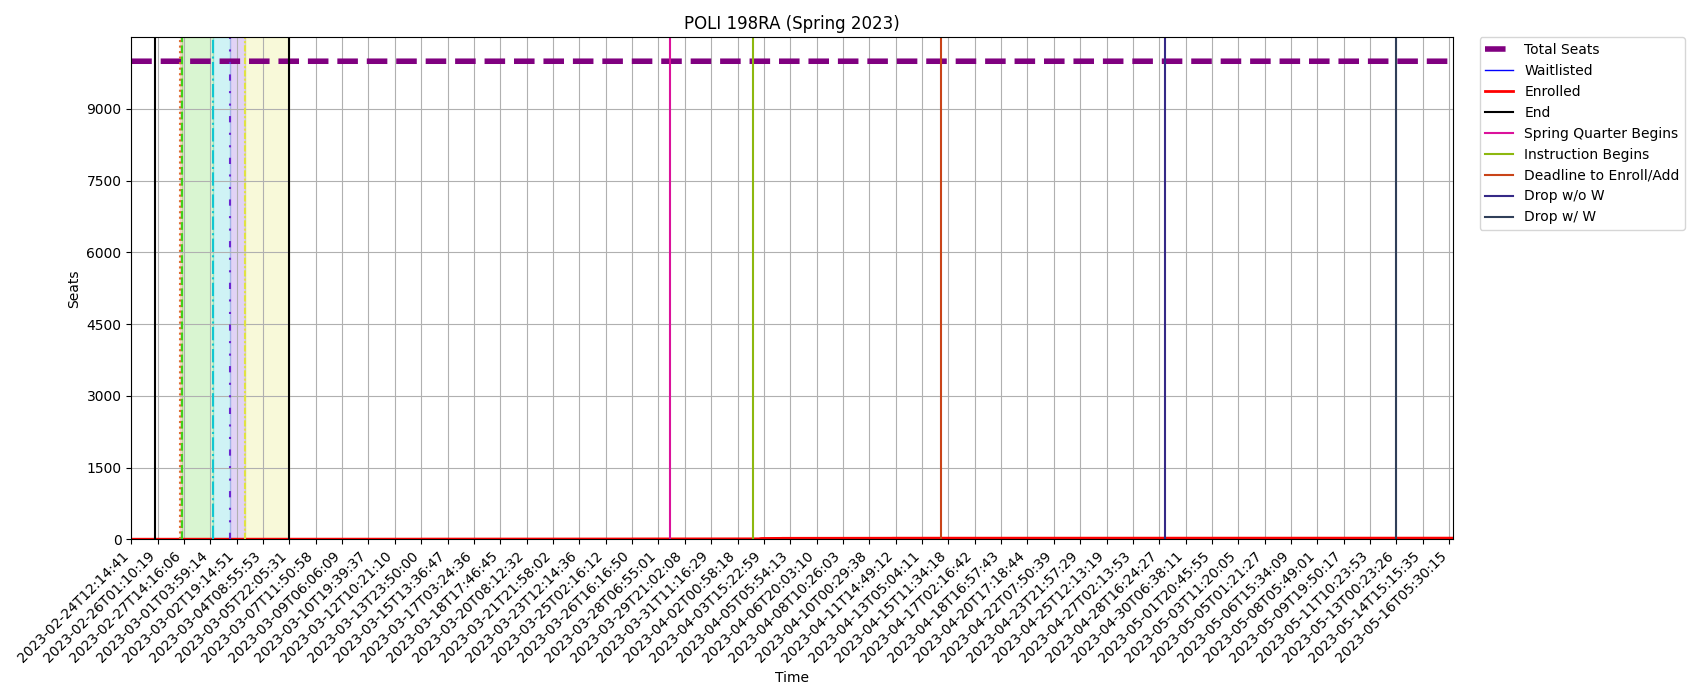 POLI 198RA (Spring 2023)
Total Seats
Waitlisted
Enrolled
End
Spring Quarter Begins
Instruction Begins
Deadline to Enroll/Add
Drop w/o W
Drop w/ W
Seats
9000
7500
6000
4500
3000
1500
0
2023-02-24T12:14:41
2023-02-26T01:10:19
2023-02-27T14:16:06
2023-03-01T03:59:14
2023-03-02T19:14:51
2023-03-04T08:55:53
2023-03-05T22:05:31
2023-03-07T11:50:58
2023-03-09T06:06:09
2023-03-10T19:39:37
2023-03-12T10:21:10
2023-03-13T23:50:00
2023-03-15T13:36:47
2023-03-17T03:24:36
2023-03-18T17:46:45
2023-03-20T08:12:32
2023-03-21T21:58:02
2023-03-23T12:14:36
2023-03-25T02:16:12
2023-03-26T16:16:50
2023-03-28T06:55:01
2023-03-29T21:02:08
2023-03-31T11:16:29
2023-04-02T00:58:18
2023-04-03T15:22:59
2023-04-05T05:54:13
2023-04-06T20:03:10
2023-04-08T10:26:03
2023-04-10T00:29:38
2023-04-11T14:49:12
2023-04-13T05:04:11
2023-04-15T11:34:18
2023-04-17T02:16:42
2023-04-18T16:57:43
2023-04-20T17:18:44
2023-04-22T07:50:39
2023-04-23T21:57:29
2023-04-25T12:13:19
2023-04-27T02:13:53
2023-04-28T16:24:27
2023-04-30T06:38:11
2023-05-01T20:45:55
2023-05-03T11:20:05
2023-05-05T01:21:27
2023-05-06T15:34:09
2023-05-08T05:49:01
2023-05-09T19:50:17
2023-05-11T10:23:53
2023-05-13T00:23:26
2023-05-14T15:15:35
2023-05-16T05:30:15
Time